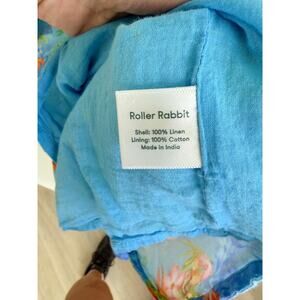 Roller Rabbit
Shell: 100% Linen
Lining: 100% Cotton
Made in India